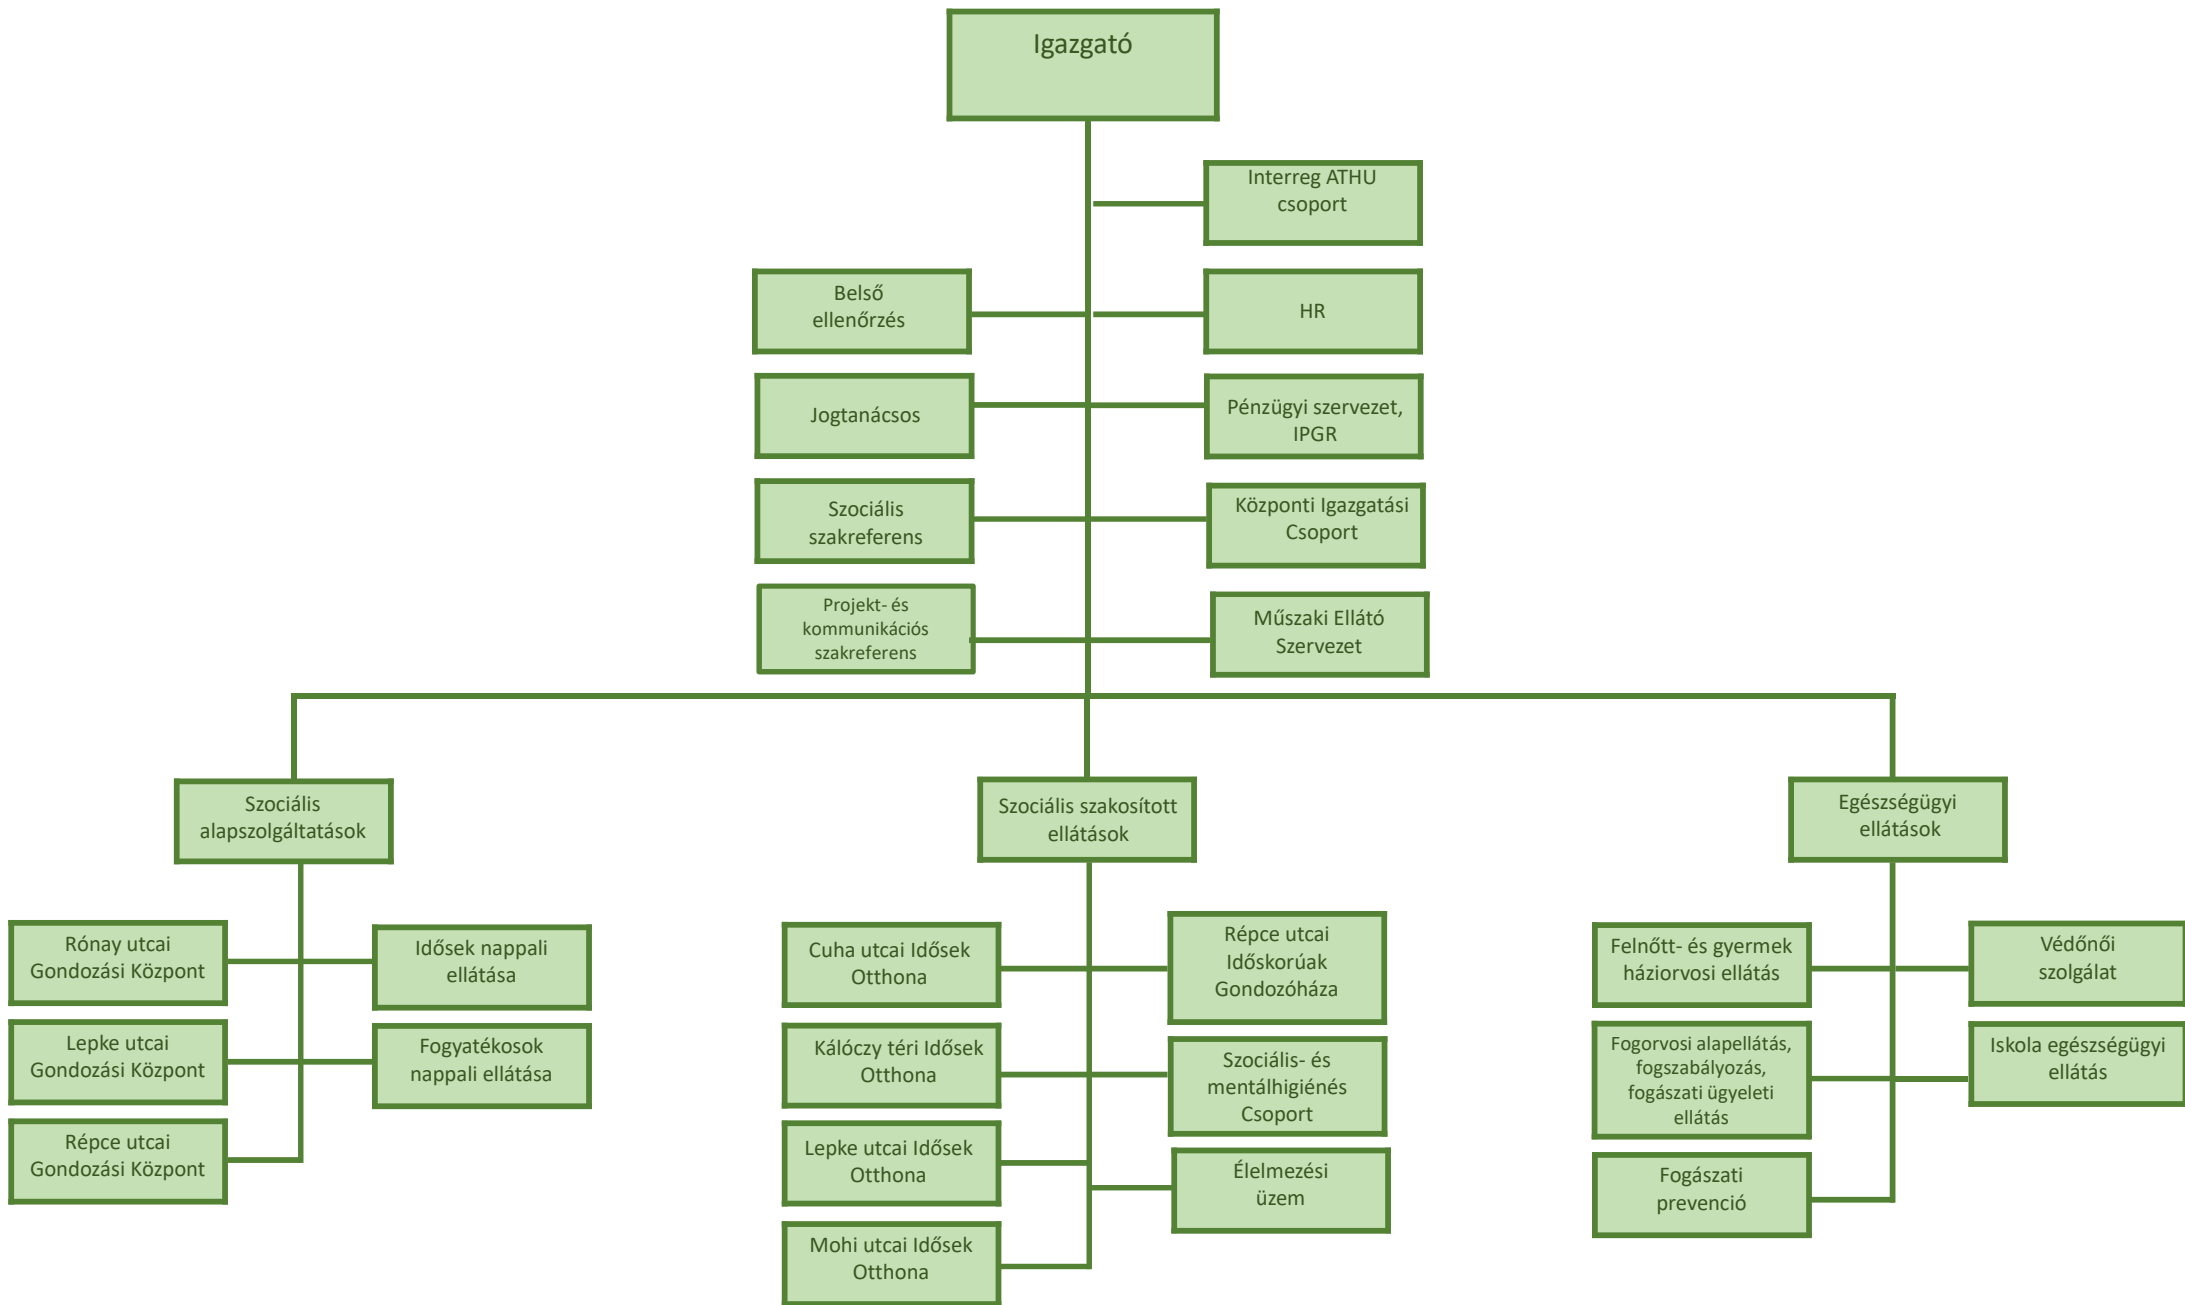 Igazgató
Interreg ATHU
csoport
Belső
ellenőrzés
HR
Jogtanácsos
Pénzügyi szervezet,
IPGR
Szociális
szakreferens
Központi Igazgatási
Csoport
Projekt- és
kommunikációs
szakreferens
Műszaki Ellátó
Szervezet
Szociális
alapszolgáltatások
Szociális szakosított
ellátások
Egészségügyi
ellátások
Rónay utcai
Gondozási Központ
Idősek nappali
ellátása
Lepke utcai
Gondozási Központ
Fogyatékosok
nappali ellátása
Répce utcai
Gondozási Központ
Cuha utcai Idősek
Otthona
Répce utcai
Időskorúak
Gondozóháza
Kálóczy téri Idősek
Otthona
Szociális- és
mentálhigiénés
Csoport
Lepke utcai Idősek
Otthona
Élelmezési
üzem
Mohi utcai Idősek
Otthona
Felnőtt- és gyermek
háziorvosi ellátás
Védőnői
szolgálat
Fogorvosi alapellátás,
fogszabályozás,
fogászati ügyeleti
ellátás
Iskola egészségügyi
ellátás
Fogászati
prevenció